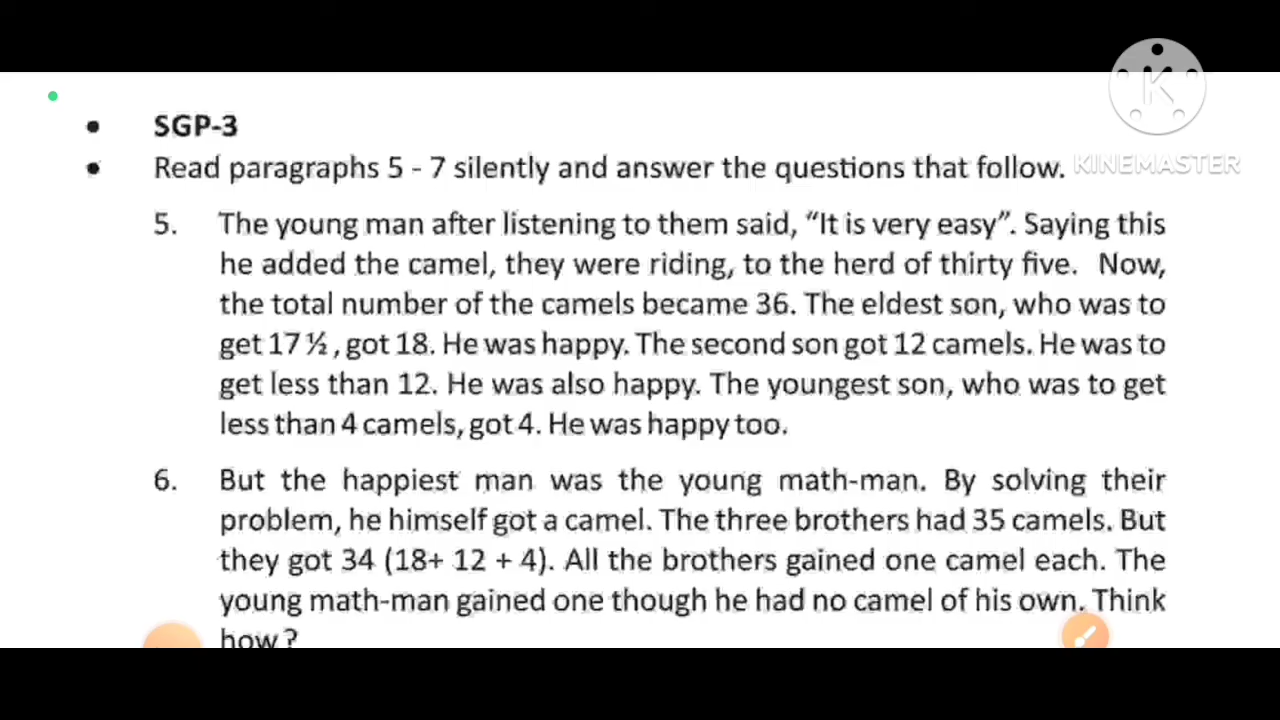 K
SGP-3
KINEMASTER
Read paragraphs 5 - 7 silently and answer the questions that follow.
5. The young man after listening to them said, “It is very easy”. Saying this
he added the camel, they were riding, to the herd of thirty five. Now,
the total number of the camels became 36. The eldest son, who was to
get 17 ½, got 18. He was happy. The second son got 12 camels. He was to
get less than 12. He was also happy. The youngest son, who was to get
less than 4 camels, got 4. He was happy too.
6. But the happiest man was the young math-man. By solving their
problem, he himself got a camel. The three brothers had 35 camels. But
they got 34 (18+ 12 + 4). All the brothers gained one camel each. The
young math-man gained one though he had no camel of his own. Think
how?